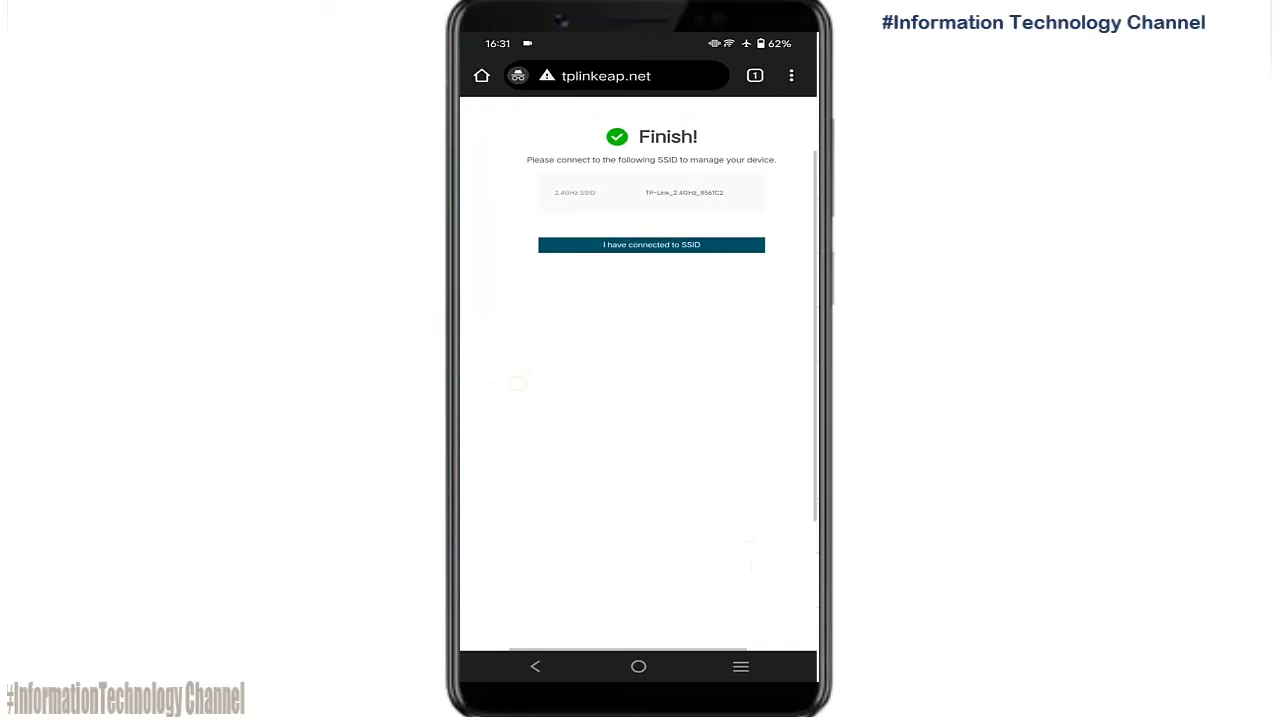 #Information Technology Channel
16:31
62%
tplinkeap.net
1
Finish!
Please connect to the following SSID to manage your device.
2.4GHz SSID: TP-Link_2.4GHz_8561C2
I have connected to SSID
#InformationTechnology Channel